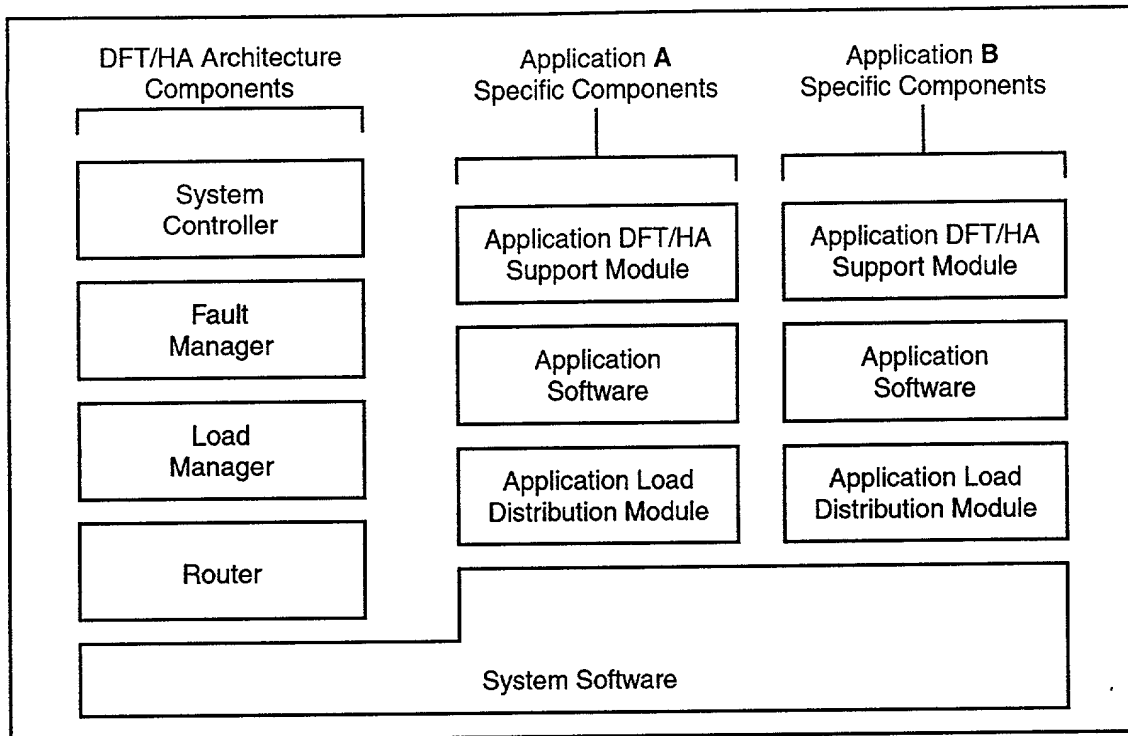 DFT/HA Architecture
Components
System
Controller
Fault
Manager
Load
Manager
Router
Application A
Specific Components
Application DFT/HA
Support Module
Application
Software
Application Load
Distribution Module
Application B
Specific Components
Application DFT/HA
Support Module
Application
Software
Application Load
Distribution Module
System Software